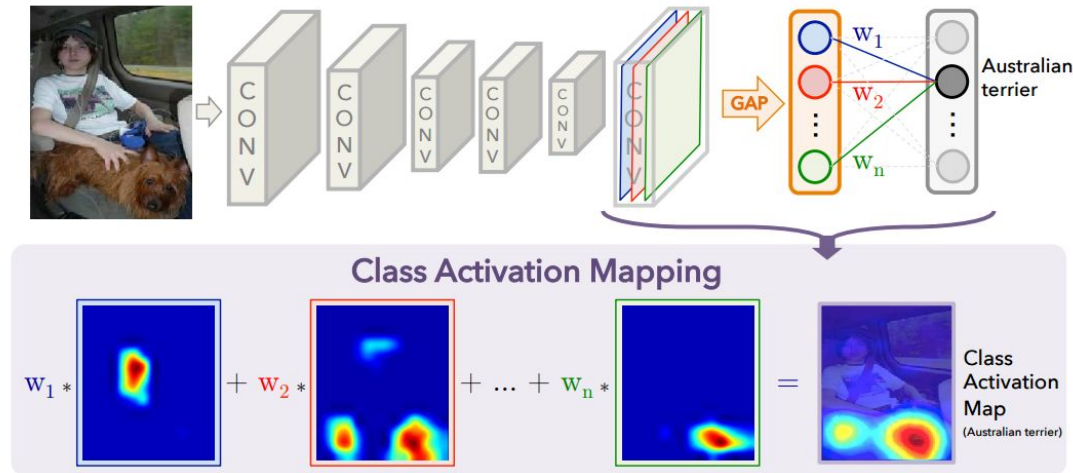 CONV
CONV
CONV
CONV
CONV
CONV
GAP
w₁
w₂
⋮
wₙ
⋮
Australian
terrier
Class Activation Mapping
w₁ * + w₂ * + ... + wₙ * =
Class
Activation
Map
(Australian terrier)